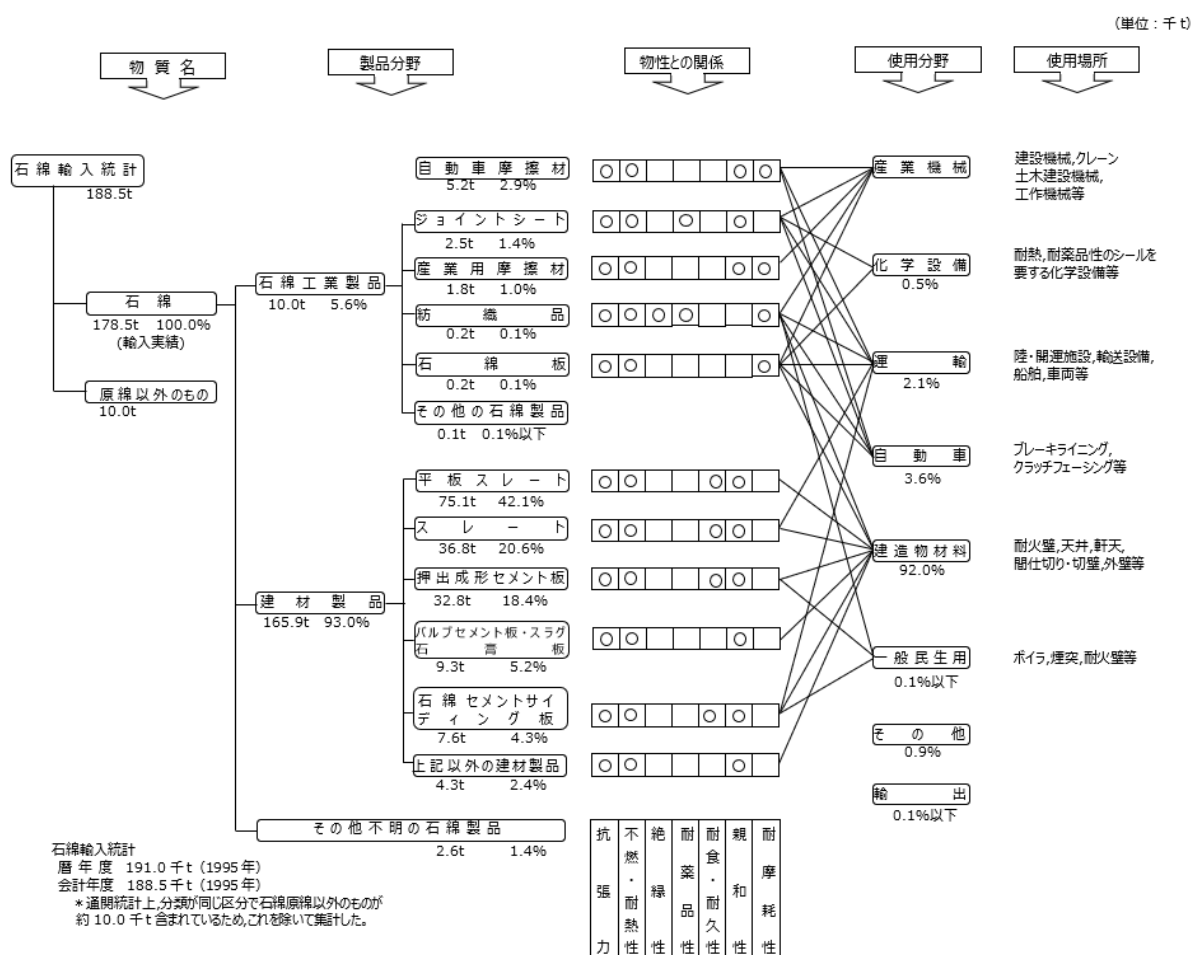 (単位：千t)
物質名
製品分野
物性との関係
使用分野
使用場所
石綿輸入統計
188.5t
石綿
178.5t 100.0%
(輸入実績)
原綿以外のもの
10.0t
石綿工業製品
10.0t 5.6%
建材製品
165.9t 93.0%
自動車摩擦材
5.2t 2.9%
ジョイントシート
2.5t 1.4%
産業用摩擦材
1.8t 1.0%
紡織品
0.2t 0.1%
石綿板
0.2t 0.1%
その他の石綿製品
0.1t 0.1%以下
平板スレート
75.1t 42.1%
スレート
36.8t 20.6%
押出成形セメント板
32.8t 18.4%
パルプセメント板・スラグ
石膏板
9.3t 5.2%
石綿セメントサイ
ディング板
7.6t 4.3%
上記以外の建材製品
4.3t 2.4%
その他不明の石綿製品
2.6t 1.4%
抗張力
不燃・耐熱性
絶縁性
耐薬品性
耐食・耐久性
親和性
耐摩耗性
産業機械
化学設備
0.5%
運輸
2.1%
自動車
3.6%
建造物材料
92.0%
一般民生用
0.1%以下
その他
0.9%
輸出
0.1%以下
建設機械,クレーン
土木建設機械,
工作機械等
耐熱,耐薬品性のシールを
要する化学設備等
陸・開運施設,輸送設備,
船舶,車両等
ブレーキライニング,
クラッチフェーシング等
耐火壁,天井,軒天,
間仕切り・切壁,外壁等
ボイラ,煙突,耐火壁等
石綿輸入統計
暦年度 191.0千t（1995年）
会計年度 188.5千t（1995年）
＊通関統計上,分類が同じ区分で石綿原綿以外のものが
約10.0千t含まれているため,これを除いて集計した。